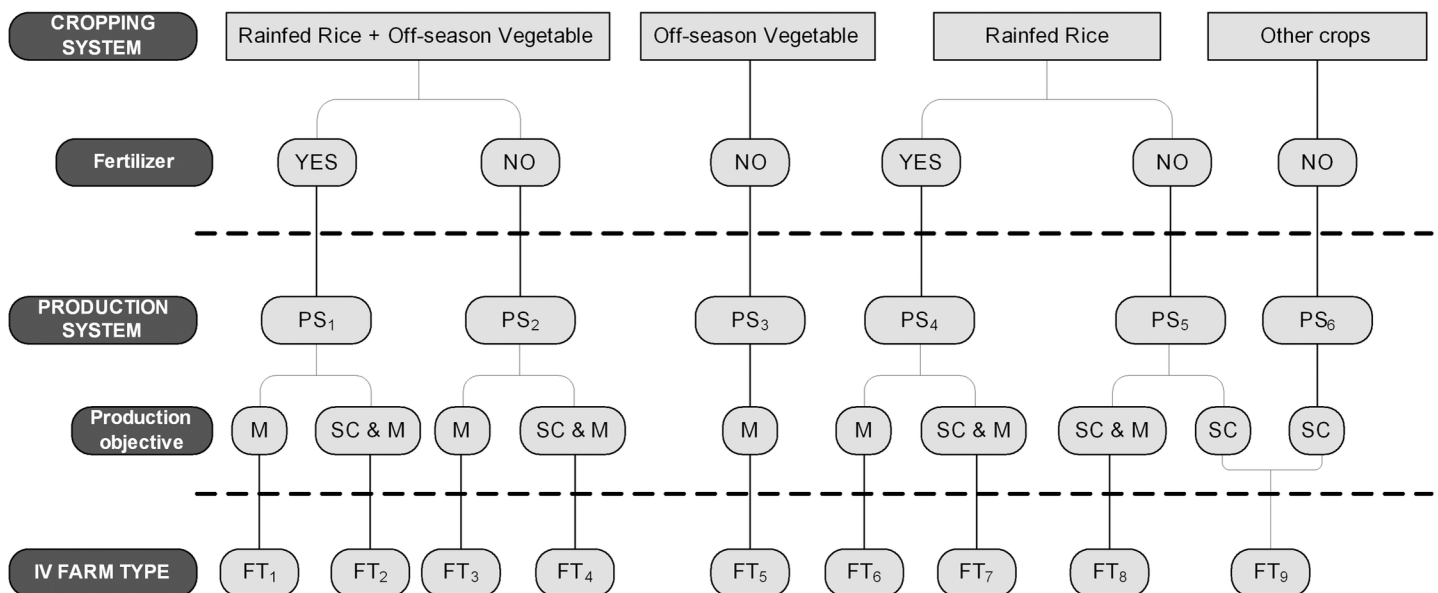 CROPPING
SYSTEM
Rainfed Rice + Off-season Vegetable
Off-season Vegetable
Rainfed Rice
Other crops
Fertilizer
YES
NO
NO
YES
NO
NO
PRODUCTION
SYSTEM
PS₁
PS₂
PS₃
PS₄
PS₅
PS₆
Production
objective
M
SC & M
M
SC & M
M
M
SC & M
SC & M
SC
SC
IV FARM TYPE
FT₁
FT₂
FT₃
FT₄
FT₅
FT₆
FT₇
FT₈
FT₉